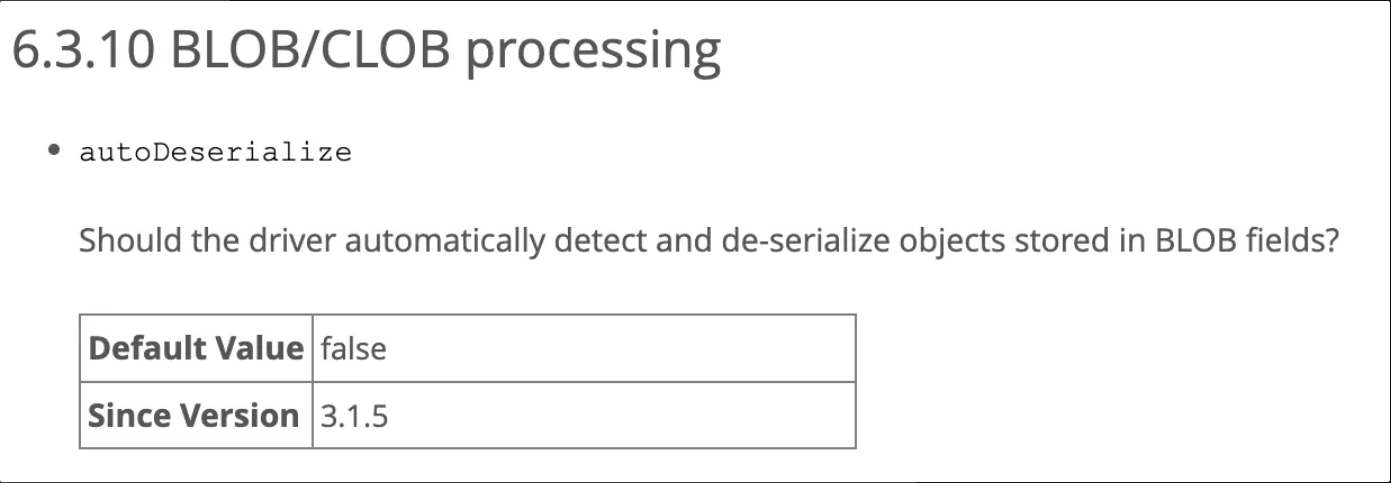 6.3.10 BLOB/CLOB processing
• autoDeserialize
Should the driver automatically detect and de-serialize objects stored in BLOB fields?
Default Value false
Since Version 3.1.5